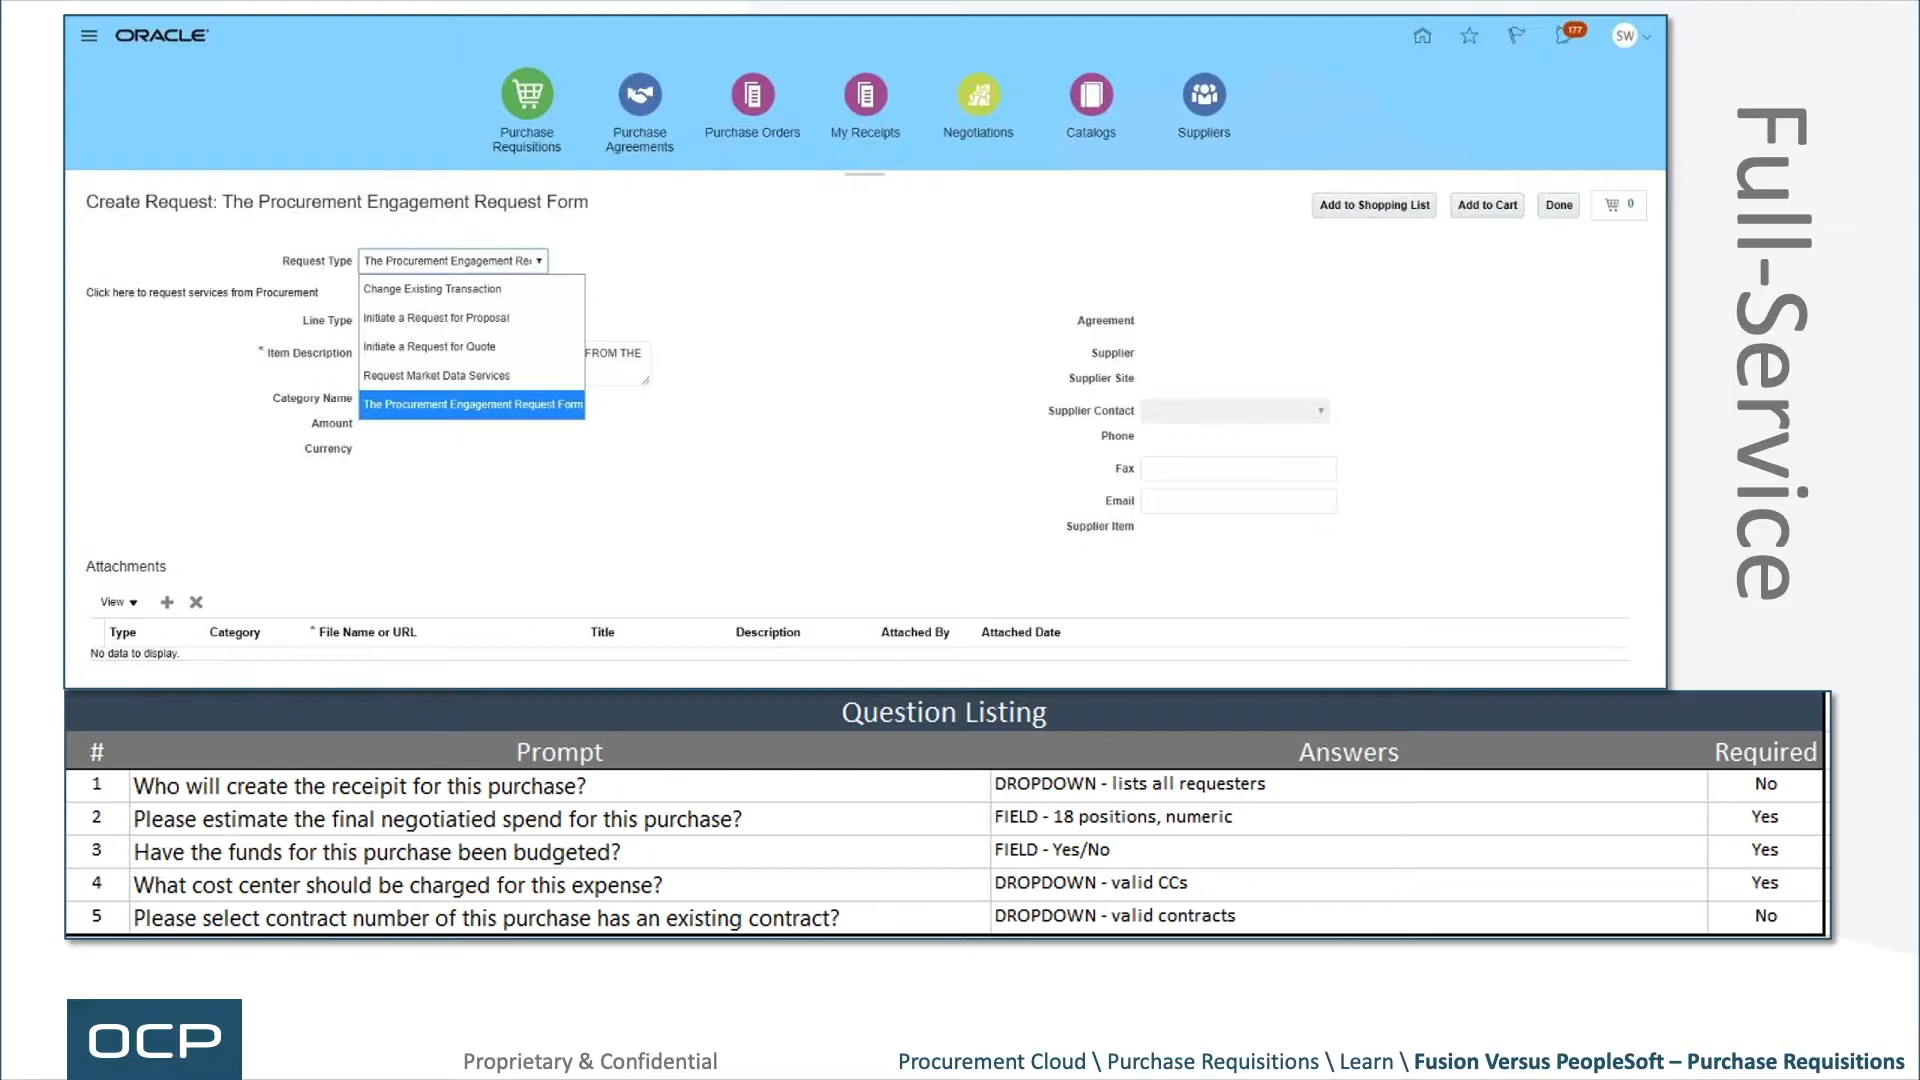 ORACLE
177
SW
Purchase
Requisitions
Purchase
Agreements
Purchase Orders
My Receipts
Negotiations
Catalogs
Suppliers
Create Request: The Procurement Engagement Request Form
Add to Shopping List
Add to Cart
Done
0
Request Type
The Procurement Engagement Re
Change Existing Transaction
Click here to request services from Procurement
Line Type
Initiate a Request for Proposal
* Item Description
Initiate a Request for Quote
FROM THE
Request Market Data Services
Category Name
The Procurement Engagement Request Form
Amount
Currency
Agreement
Supplier
Supplier Site
Supplier Contact
Phone
Fax
Email
Supplier Item
Attachments
View
Type Category * File Name or URL Title Description Attached By Attached Date
No data to display.
Full-Service
Question Listing
# Prompt Answers Required
1 Who will create the receipit for this purchase? DROPDOWN - lists all requesters No
2 Please estimate the final negotiatied spend for this purchase? FIELD - 18 positions, numeric Yes
3 Have the funds for this purchase been budgeted? FIELD - Yes/No Yes
4 What cost center should be charged for this expense? DROPDOWN - valid CCs Yes
5 Please select contract number of this purchase has an existing contract? DROPDOWN - valid contracts No
OCP
Proprietary & Confidential
Procurement Cloud \ Purchase Requisitions \ Learn \ Fusion Versus PeopleSoft – Purchase Requisitions